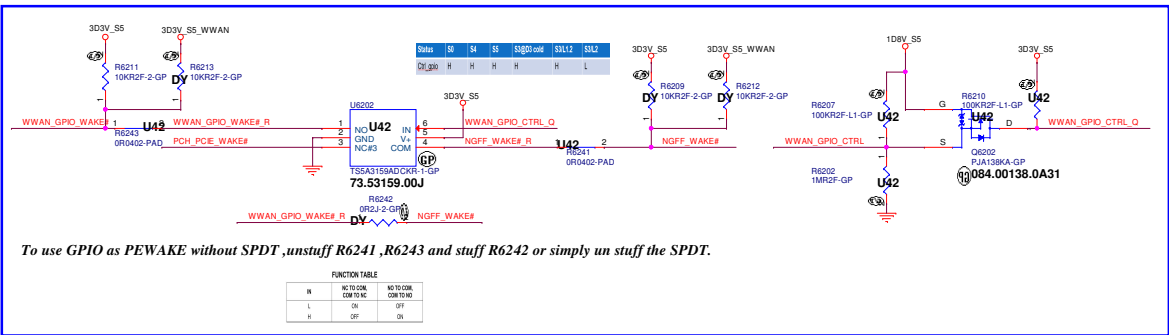 3D3V_S5
3D3V_S5_WWAN
R6211
10KR2F-2-GP
R6213
10KR2F-2-GP
DY
Status S0 S4 S5 S3@D3 cold S3/L1.2 S3/L2
Ctrl_gpio H H H H H L
3D3V_S5
3D3V_S5_WWAN
R6209
10KR2F-2-GP
DY
R6212
10KR2F-2-GP
DY
1D8V_S5
3D3V_S5
R6207
100KR2F-L1-GP
U42
R6210
100KR2F-L1-GP
U42
G
D
S
U42
Q6202
PJA138KA-GP
084.00138.0A31
WWAN_GPIO_CTRL_Q
WWAN_GPIO_CTRL
R6202
1MR2F-GP
U42
WWAN_GPIO_WAKE#
1
U42
R6243
0R0402-PAD
WWAN_GPIO_WAKE#_R
PCH_PCIE_WAKE#
U6202
U42
1 NO IN 6
2 GND V+ 5
3 NC#3 COM 4
TS5A3159ADCKR-1-GP
73.53159.00J
GP
3D3V_S5
WWAN_GPIO_CTRL_Q
NGFF_WAKE#_R
U42
2
R6241
0R0402-PAD
NGFF_WAKE#
R6242
0R2J-2-GP
WWAN_GPIO_WAKE#_R
DY
NGFF_WAKE#
To use GPIO as PEWAKE without SPDT ,unstuff R6241 ,R6243 and stuff R6242 or simply un stuff the SPDT.
FUNCTION TABLE
IN NC TO COM, COM TO NC NO TO COM, COM TO NO
L ON OFF
H OFF ON